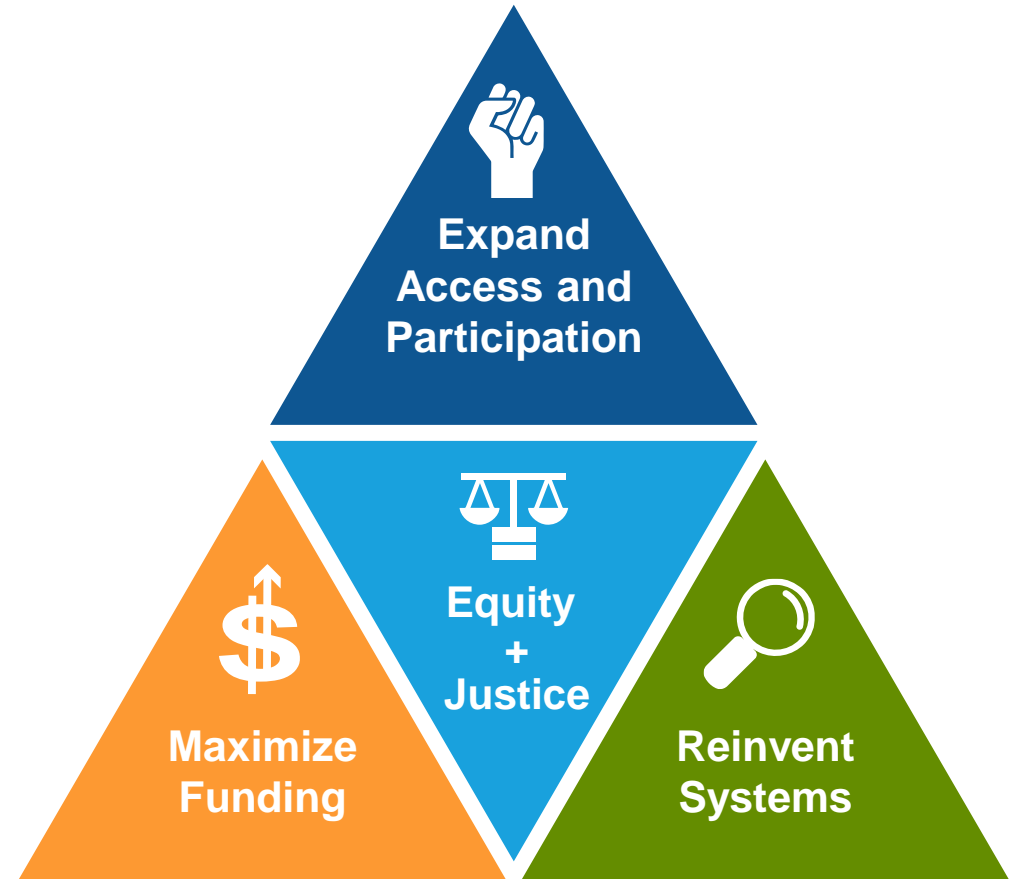 Expand
Access and
Participation
Equity
+
Justice
Maximize
Funding
Reinvent
Systems